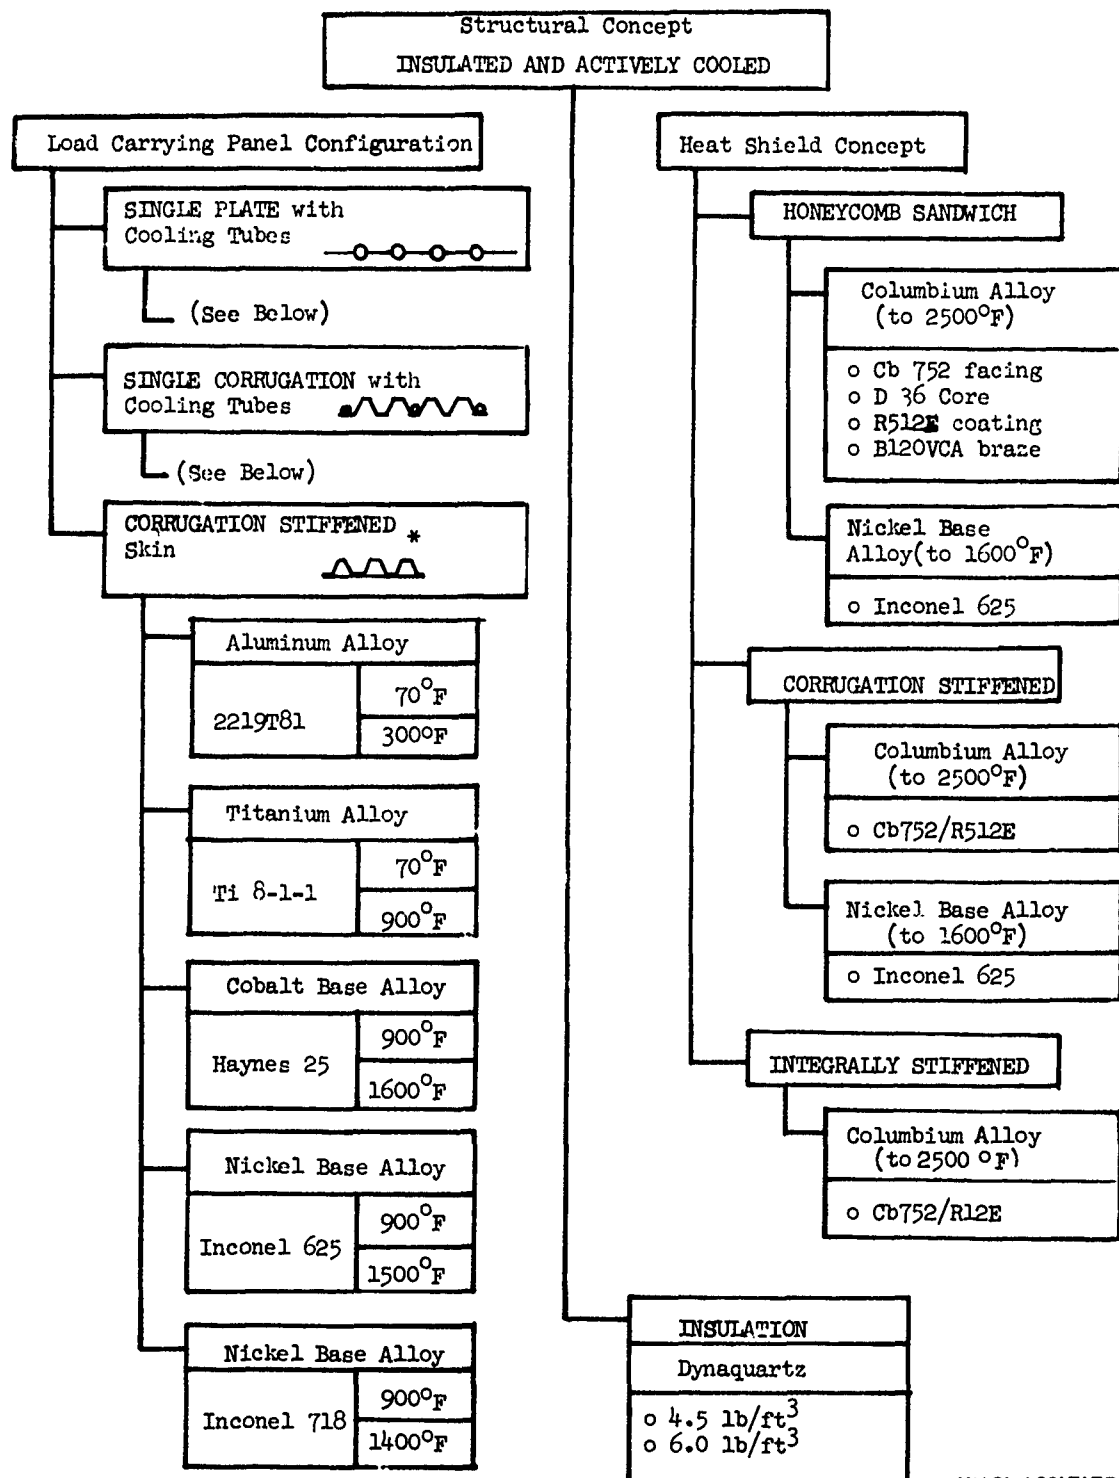 Structural Concept
INSULATED AND ACTIVELY COOLED
Load Carrying Panel Configuration
SINGLE PLATE with
Cooling Tubes
(See Below)
SINGLE CORRUGATION with
Cooling Tubes
(See Below)
CORRUGATION STIFFENED *
Skin
Aluminum Alloy
2219T81
70°F
300°F
Titanium Alloy
Ti 8-1-1
70°F
900°F
Cobalt Base Alloy
Haynes 25
900°F
1600°F
Nickel Base Alloy
Inconel 625
900°F
1500°F
Nickel Base Alloy
Inconel 718
900°F
1400°F
Heat Shield Concept
HONEYCOMB SANDWICH
Columbium Alloy
(to 2500°F)
o Cb 752 facing
o D 36 Core
o R512E coating
o B120VCA braze
Nickel Base
Alloy(to 1600°F)
o Inconel 625
CORRUGATION STIFFENED
Columbium Alloy
(to 2500°F)
o Cb752/R512E
Nickel Base Alloy
(to 1600°F)
o Inconel 625
INTEGRALLY STIFFENED
Columbium Alloy
(to 2500 °F)
o Cb752/R12E
INSULATION
Dynaquartz
o 4.5 lb/ft³
o 6.0 lb/ft³